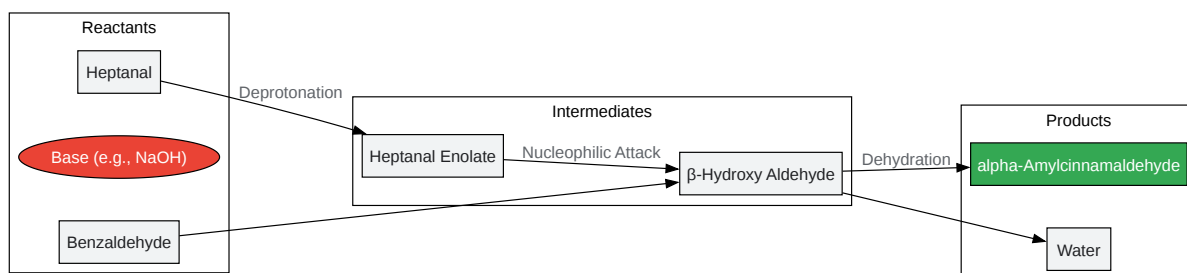 Reactants
Heptanal
Base (e.g., NaOH)
Benzaldehyde
Deprotonation
Intermediates
Heptanal Enolate
Nucleophilic Attack
β-Hydroxy Aldehyde
Dehydration
Products
alpha-Amylcinnamaldehyde
Water